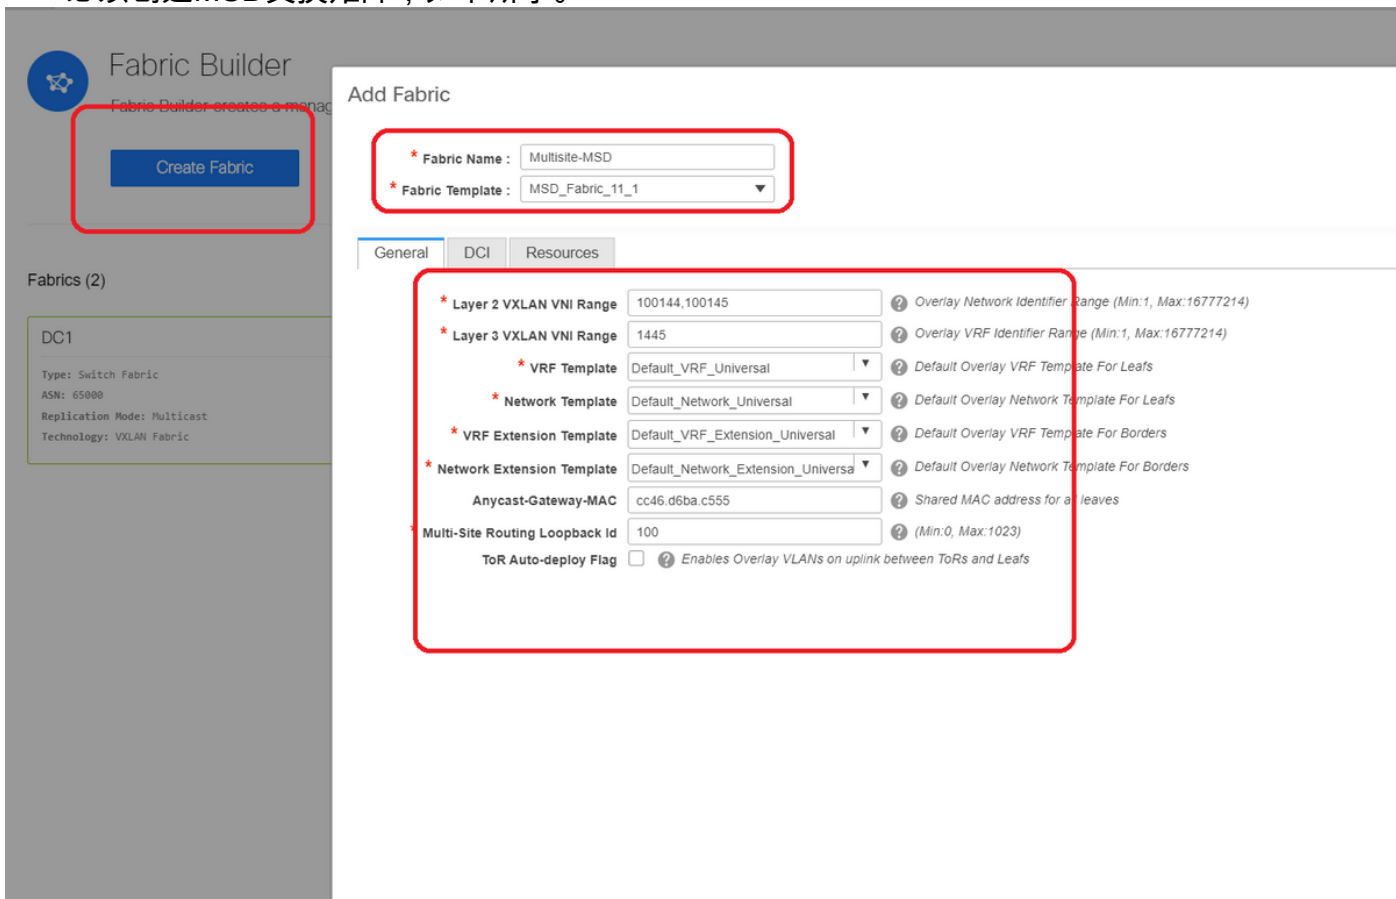 Fabric Builder
Fabric Builder creates a manag
Create Fabric
Fabrics (2)
DC1
Type: Switch Fabric
ASN: 65000
Replication Mode: Multicast
Technology: VXLAN Fabric
Add Fabric
* Fabric Name : Multisite-MSD
* Fabric Template : MSD_Fabric_11_1
General DCI Resources
* Layer 2 VXLAN VNI Range 100144,100145 Overlay Network Identifier Range (Min:1, Max:16777214)
* Layer 3 VXLAN VNI Range 1445 Overlay VRF Identifier Range (Min:1, Max:16777214)
* VRF Template Default_VRF_Universal Default Overlay VRF Template For Leafs
* Network Template Default_Network_Universal Default Overlay Network Template For Leafs
* VRF Extension Template Default_VRF_Extension_Universal Default Overlay VRF Template For Borders
* Network Extension Template Default_Network_Extension_Universa Default Overlay Network Template For Borders
Anycast-Gateway-MAC cc46.d6ba.c555 Shared MAC address for all leaves
* Multi-Site Routing Loopback Id 100 (Min:0, Max:1023)
ToR Auto-deploy Flag Enables Overlay VLANs on uplink between ToRs and Leafs